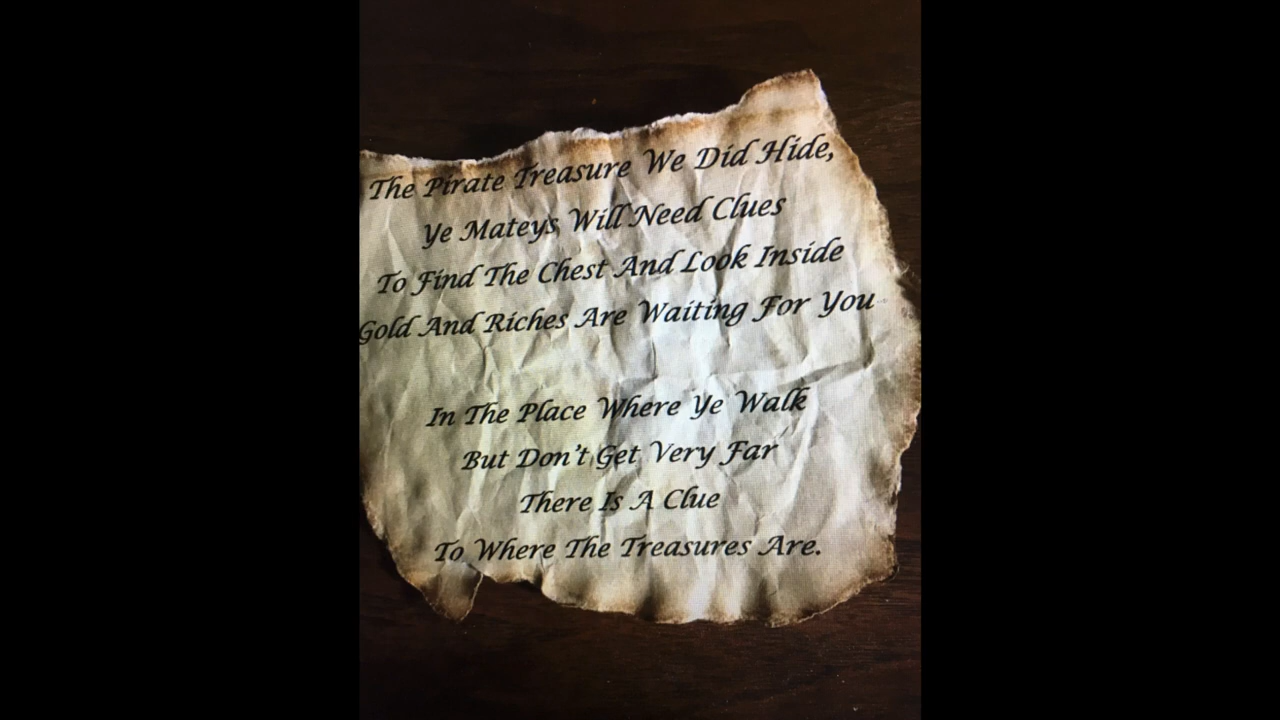 The Pirate Treasure We Did Hide,
Ye Mateys Will Need Clues
To Find The Chest And Look Inside
Gold And Riches Are Waiting For You
In The Place Where Ye Walk
But Don't Get Very Far
There Is A Clue
To Where The Treasures Are.